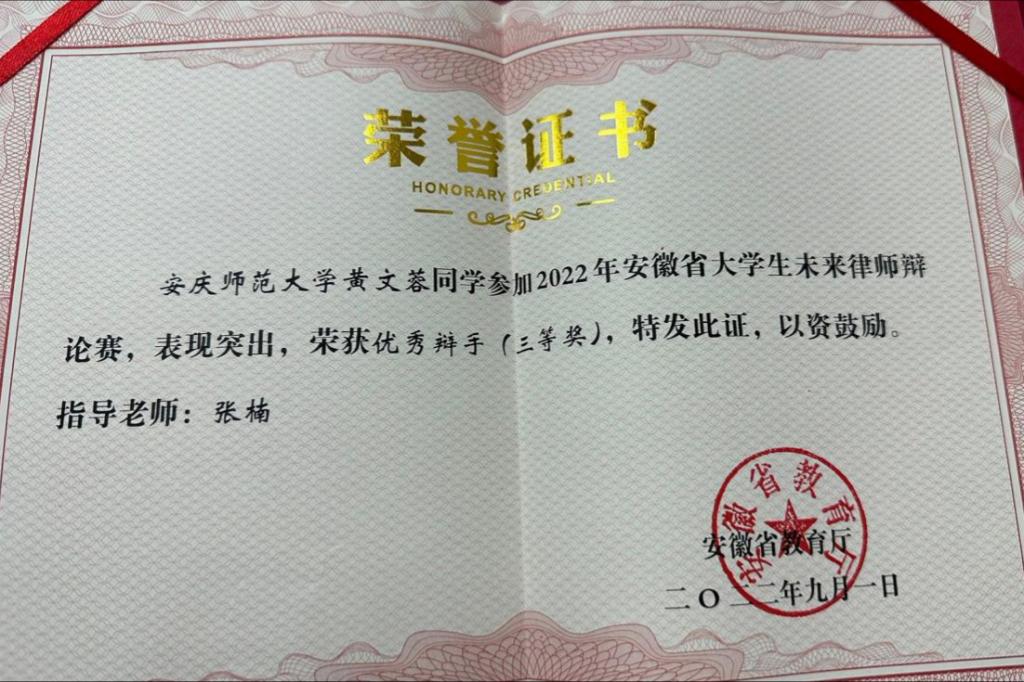 荣誉证书
HONORARY CREDENTIAL
安庆师范大学黄文蓉同学参加2022年安徽省大学生未来律师辩
论赛，表现突出，荣获优秀辩手（三等奖），特发此证，以资鼓励。
指导老师：张楠
安徽省教育厅
安徽省教育厅
二〇二二年九月一日